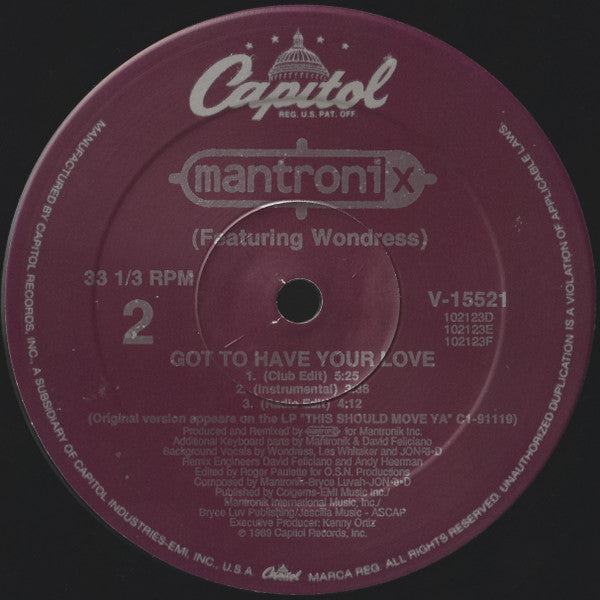 Capitol
REG. U.S. PAT. OFF.
mantronix
(Featuring Wondress)
33 1/3 RPM
2
V-15521
102123D
102123E
102123F
GOT TO HAVE YOUR LOVE
1. (Club Edit) 5:25
2. (Instrumental) 3:38
3. (Radio Edit) 4:12
(Original version appears on the LP "THIS SHOULD MOVE YA" C1-91119)
Produced and Remixed by mantronik for Mantronik Inc.
Additional Keyboard parts by Mantronik & David Feliciano
Background Vocals by Wondress, Les Whitaker and JON-B-D
Remix Engineers David Feliciano and Andy Heerman
Edited by Roger Paulette for O.S.N. Productions
Composed by Mantronik-Bryce Luvah-JON-B-D
Published by Colgems-EMI Music Inc./
Mantronik International Music, Inc./
Bryce Luv Publishing/Jescilla Music - ASCAP
Executive Producer: Kenny Ortiz
© 1989 Capitol Records, Inc.
MANUFACTURED BY CAPITOL RECORDS, INC., A SUBSIDIARY OF CAPITOL INDUSTRIES-EMI, INC., U.S.A. Capitol MARCA REG. ALL RIGHTS RESERVED. UNAUTHORIZED DUPLICATION IS A VIOLATION OF APPLICABLE LAWS.